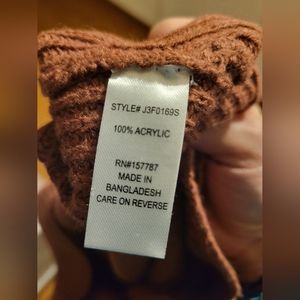 STYLE# J3F0169S
100% ACRYLIC
RN#157787
MADE IN
BANGLADESH
CARE ON REVERSE